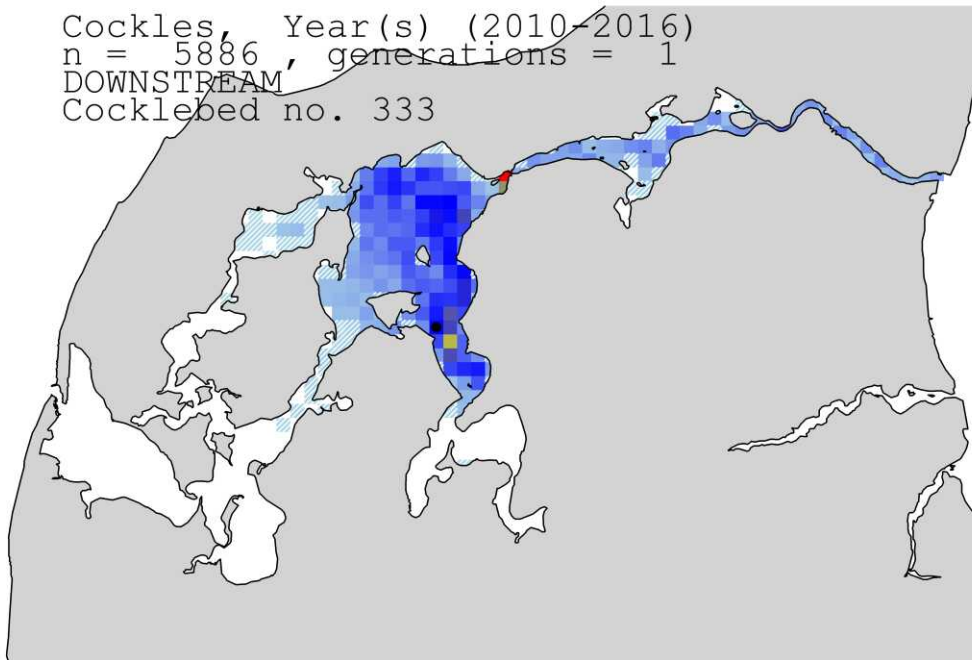 Cockles, Year(s) (2010-2016)
n = 5886 , generations = 1
DOWNSTREAM
Cocklebed no. 333